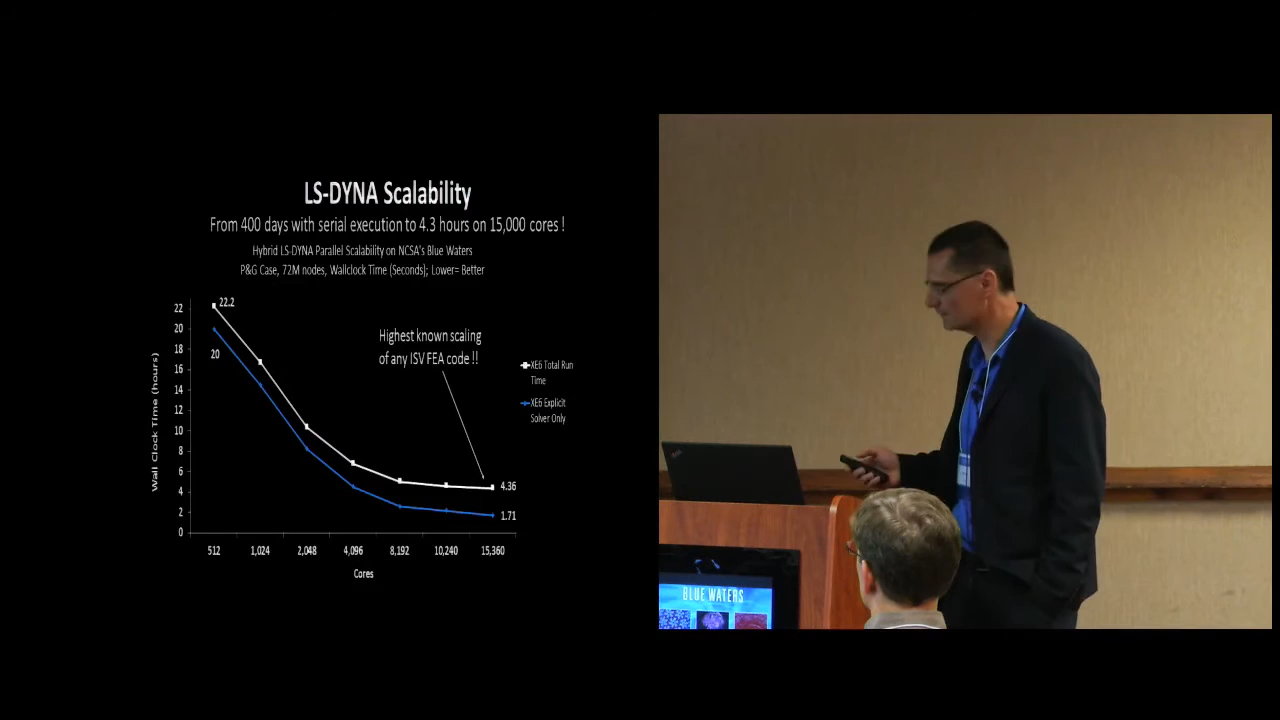 LS-DYNA Scalability
From 400 days with serial execution to 4.3 hours on 15,000 cores !
Hybrid LS-DYNA Parallel Scalability on NCSA's Blue Waters
P&G Case, 72M nodes, Wallclock Time (Seconds); Lower= Better
Wall Clock Time (hours)
22
20
18
16
14
12
10
8
6
4
2
0
22.2
20
Highest known scaling
of any ISV FEA code !!
XE6 Total Run
Time
XE6 Explicit
Solver Only
4.36
1.71
512
1,024
2,048
4,096
8,192
10,240
15,360
Cores
BLUE WATERS